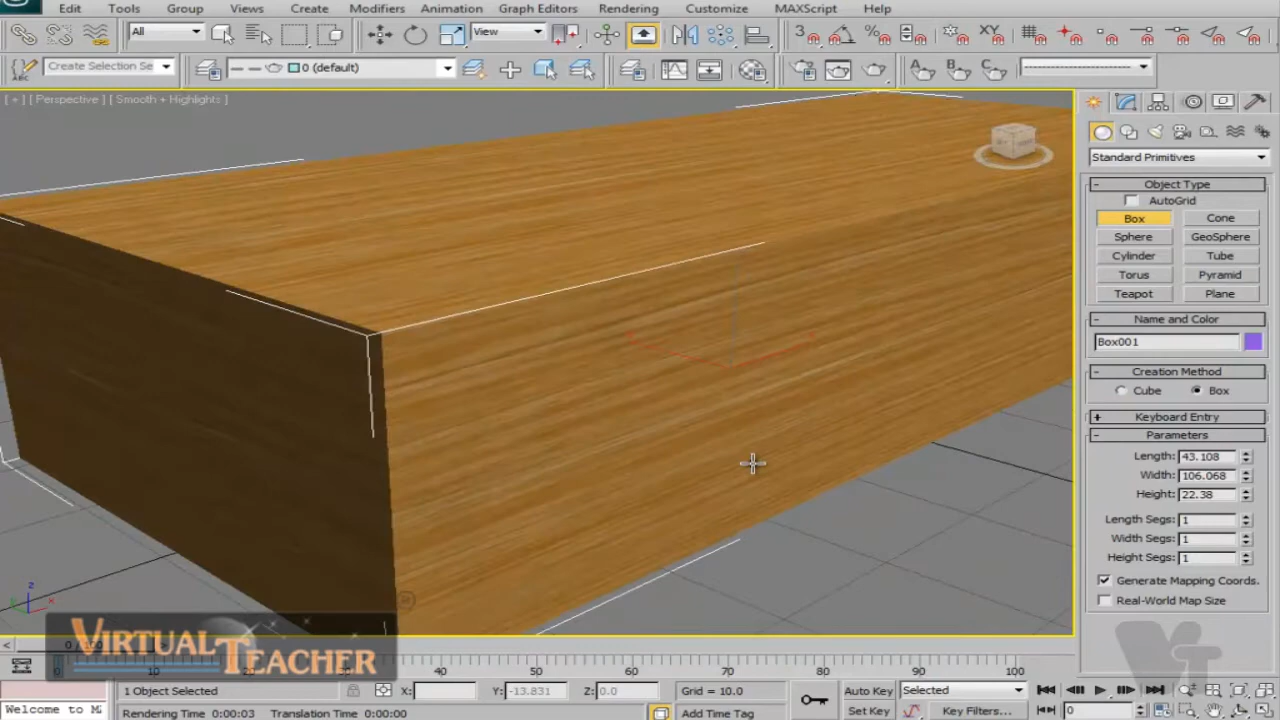 Edit Tools Group Views Create Modifiers Animation Graph Editors Rendering Customize MAXScript Help
All View 3 XY
ABC Create Selection Se 0 (default) A B C
[ + ] [ Perspective ] [ Smooth + Highlights ]
Standard Primitives
- Object Type
AutoGrid
Box Cone
Sphere GeoSphere
Cylinder Tube
Torus Pyramid
Teapot Plane
- Name and Color
Box001
- Creation Method
Cube Box
+ Keyboard Entry
- Parameters
Length: 43.108
Width: 106.068
Height: 22.38
Length Segs: 1
Width Segs: 1
Height Segs: 1
Generate Mapping Coords.
Real-World Map Size
z
x
VIRTUAL TEACHER
VT
10 40 50 60 70 80 90 100
1 Object Selected X: Y: -13.831 Z: 0.0 Grid = 10.0 Auto Key Selected
Welcome to Rendering Time 0:00:03 Translation Time 0:00:00 Add Time Tag Set Key Key Filters... 0